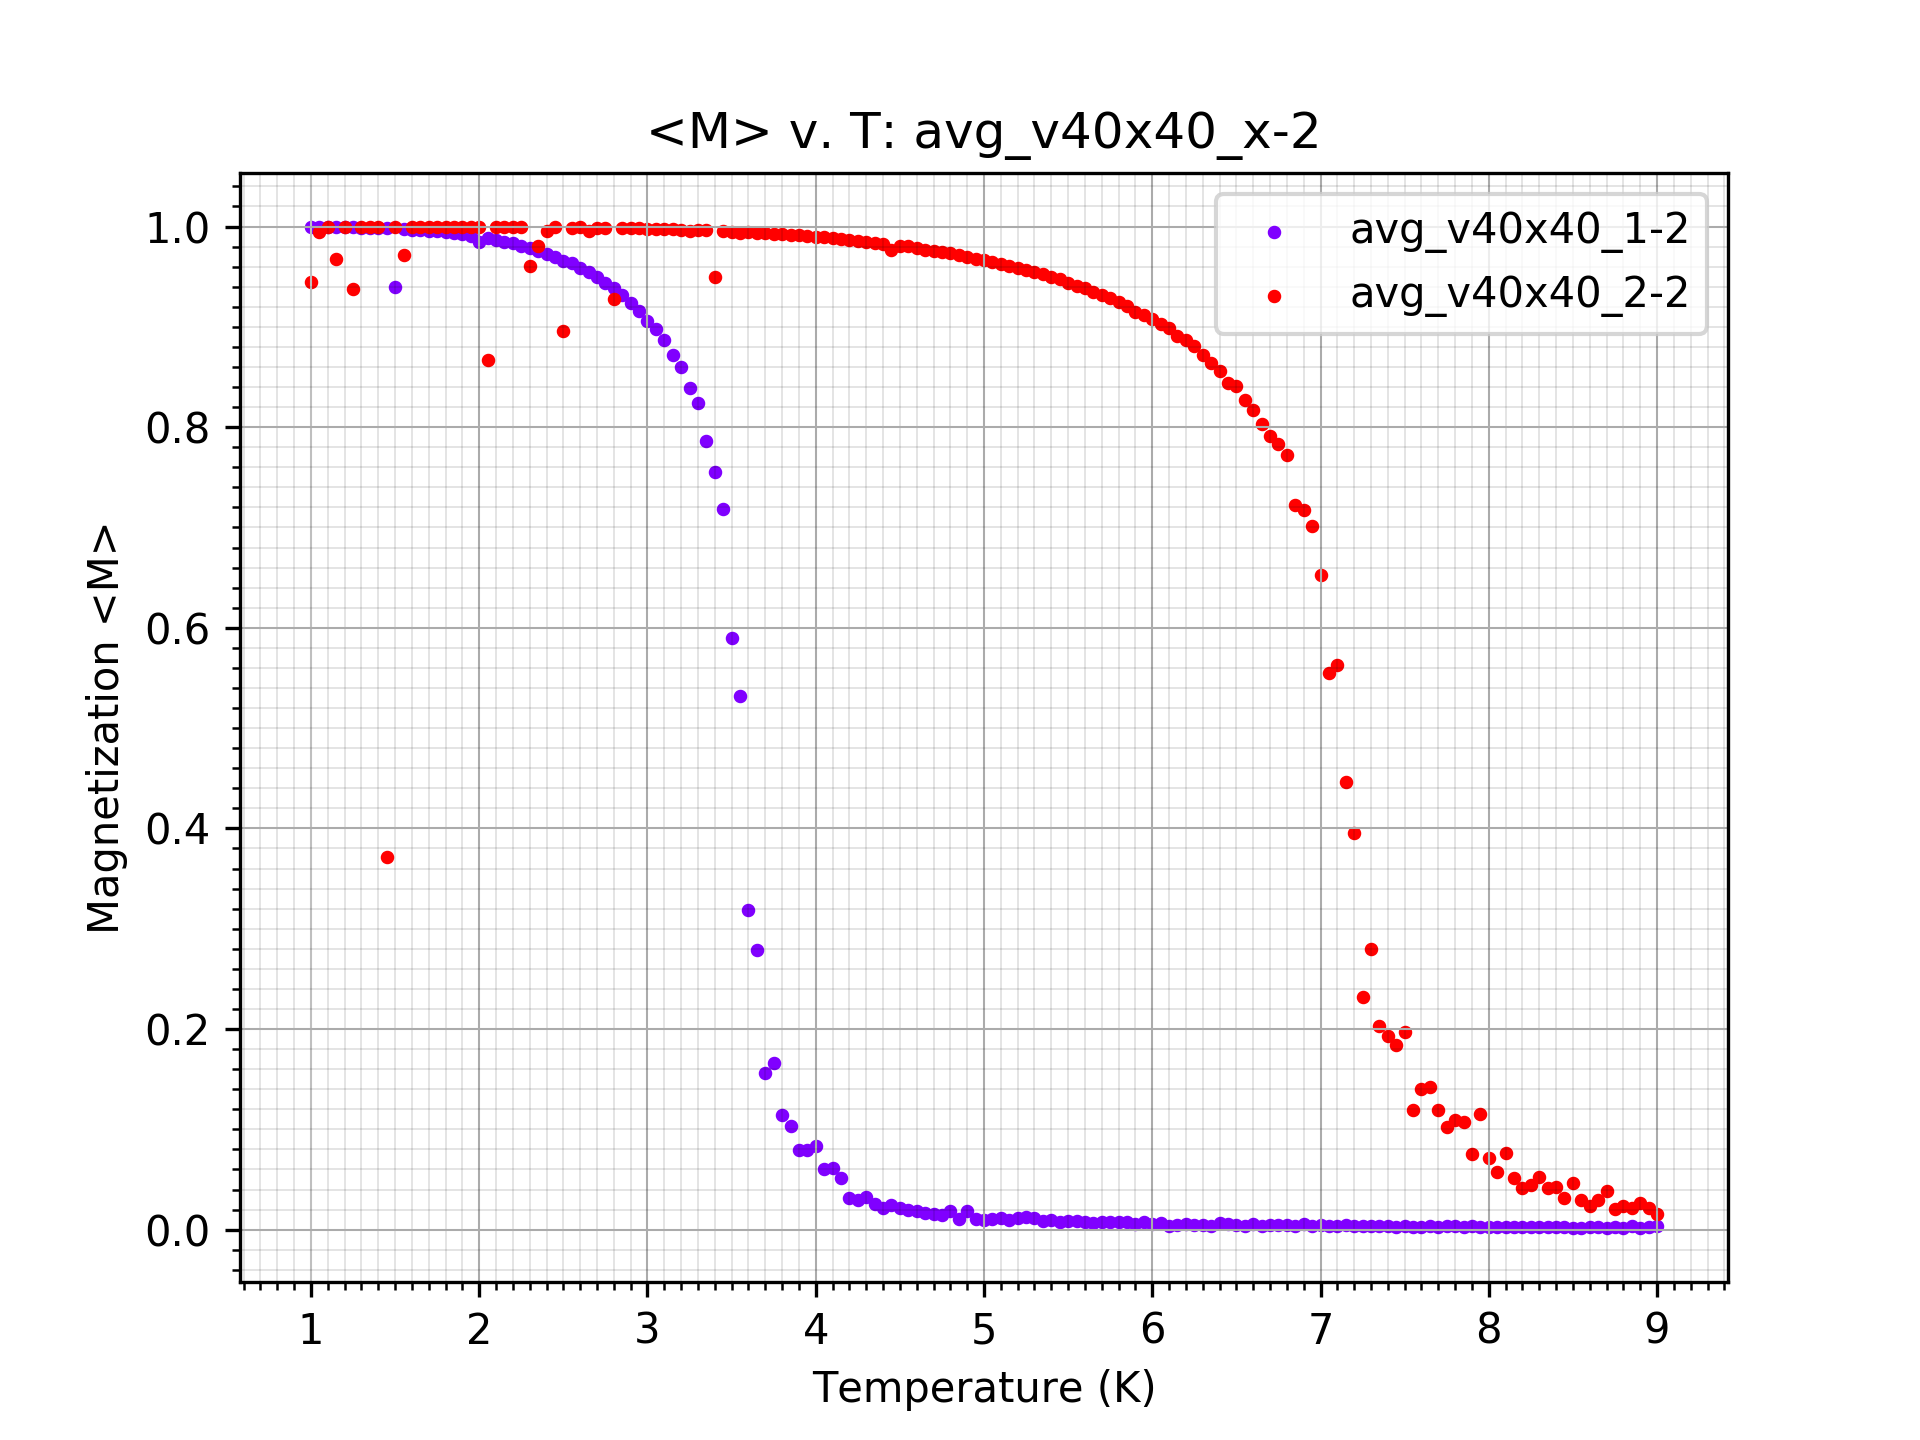 <M> v. T: avg_v40x40_x-2
avg_v40x40_1-2
avg_v40x40_2-2
Magnetization <M>
1.0
0.8
0.6
0.4
0.2
0.0
1 2 3 4 5 6 7 8 9
Temperature (K)